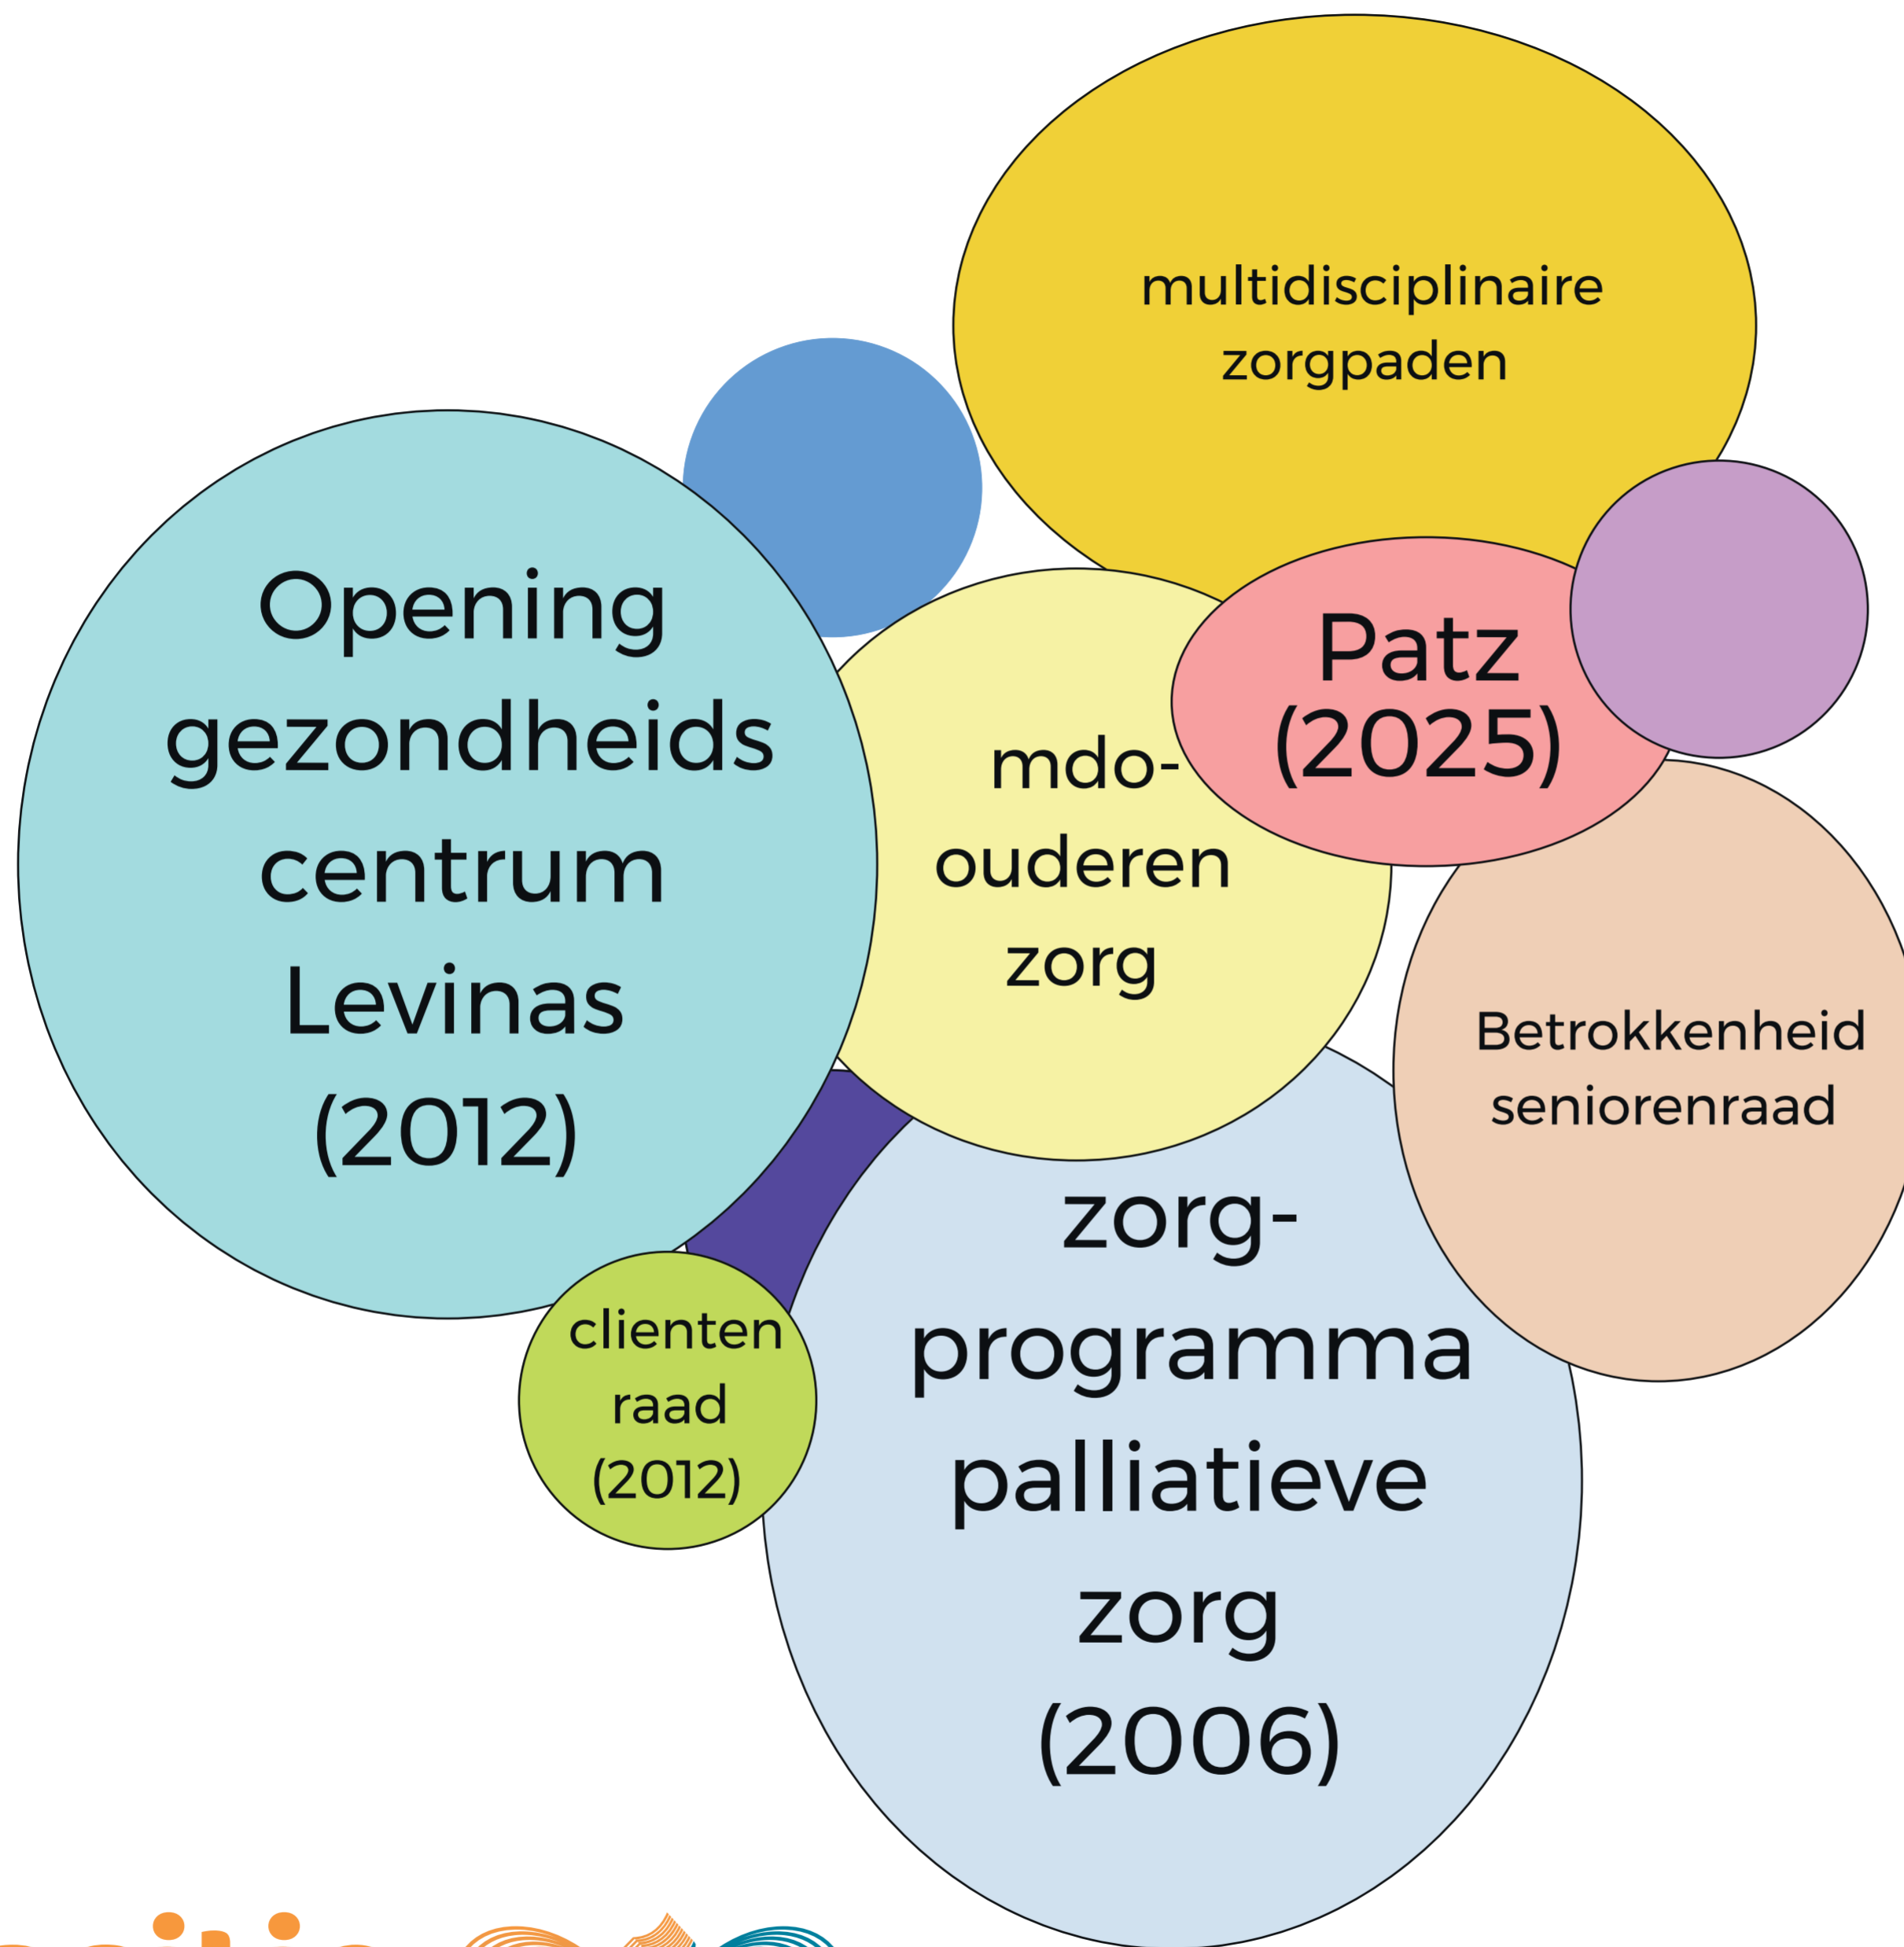 multidisciplinaire
zorgpaden
Opening
gezondheids
centrum
Levinas
(2012)
Patz
(2025)
mdo-
ouderen
zorg
Betrokkenheid
seniorenraad
clienten
raad
(2012)
zorg-
programma
palliatieve
zorg
(2006)